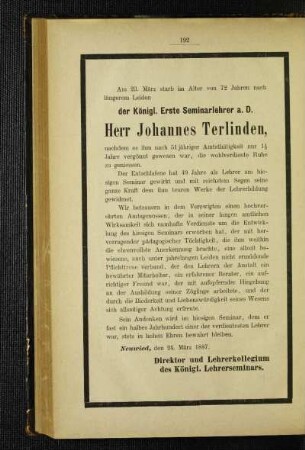 192
Am 23. März starb im Alter von 72 Jahren nach
längerem Leiden
der Königl. Erste Seminarlehrer a. D.
Herr Johannes Terlinden,
nachdem es ihm nach 51jähriger Amtsthätigkeit nur 1½
Jahre vergönnt gewesen war, die wohlverdiente Ruhe
zu geniessen.
Der Entschlafene hat 40 Jahre als Lehrer am hie-
sigen Seminar gewirkt und mit reichstem Segen seine
ganze Kraft dem ihm teuren Werke der Lehrerbildung
gewidmet.
Wir betrauern in dem Verewigten einen hochver-
ehrten Amtsgenossen, der in seiner langen amtlichen
Wirksamkeit sich namhafte Verdienste um die Entwick-
lung des hiesigen Seminars erworben hat, der mit her-
vorragender pädagogischer Tüchtigkeit, die ihm weithin
die ehrenvollste Anerkennung brachte, eine allzeit be-
wiesene, nach unter jahrelangen Leiden nicht ermüdende
Pflichttreue verband, der den Lehrern der Anstalt ein
bewährter Mitarbeiter, ein erfahrener Berater, ein auf-
richtiger Freund war, der mit aufopfernder Hingebung
an der Ausbildung seiner Zöglinge arbeitete, und der
durch die Biederkeit und Liebenswürdigkeit seines Wesens
sich allseitiger Achtung erfreute.
Sein Andenken wird im hiesigen Seminar, dem er
fast ein halbes Jahrhundert einer der verdientesten Lehrer
war, stets in hohen Ehren bewahrt bleiben.
Neuwied, den 24. März 1897.
Direktor und Lehrerkollegium
des Königl. Lehrerseminars.